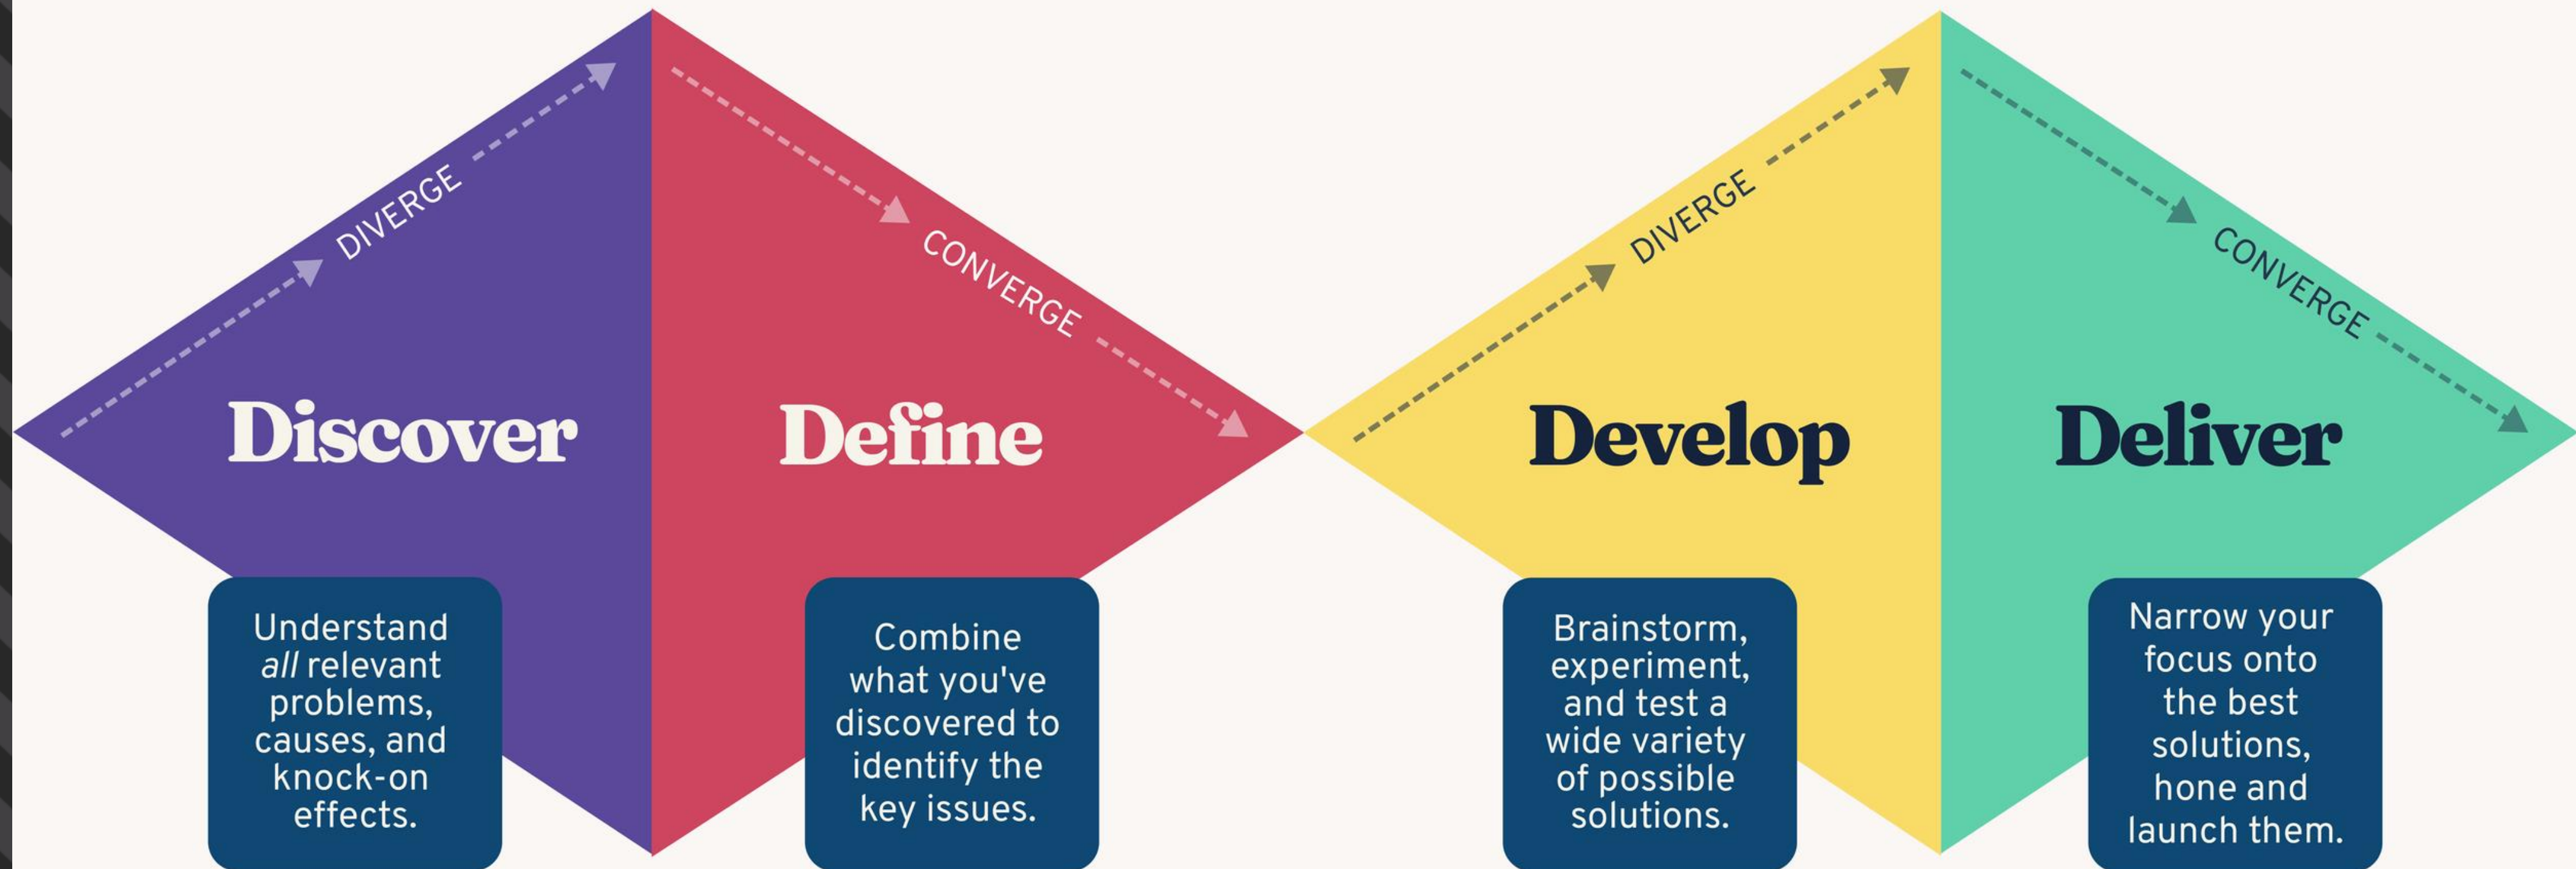 DIVERGE
CONVERGE
Discover
Define
Understand
all relevant
problems,
causes, and
knock-on
effects.
Combine
what you've
discovered to
identify the
key issues.
DIVERGE
CONVERGE
Develop
Deliver
Brainstorm,
experiment,
and test a
wide variety
of possible
solutions.
Narrow your
focus onto
the best
solutions,
hone and
launch them.